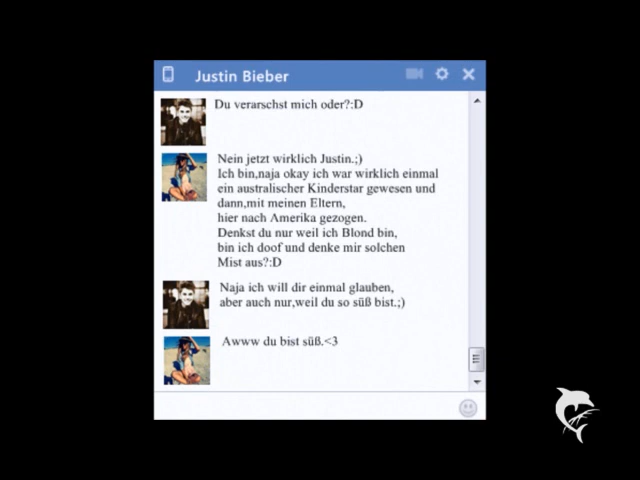 Justin Bieber
Du verarschst mich oder?:D
Nein jetzt wirklich Justin.;)
Ich bin,naja okay ich war wirklich einmal
ein australischer Kinderstar gewesen und
dann,mit meinen Eltern,
hier nach Amerika gezogen.
Denkst du nur weil ich Blond bin,
bin ich doof und denke mir solchen
Mist aus?:D
Naja ich will dir einmal glauben,
aber auch nur,weil du so süß bist.;)
Awww du bist süß.<3